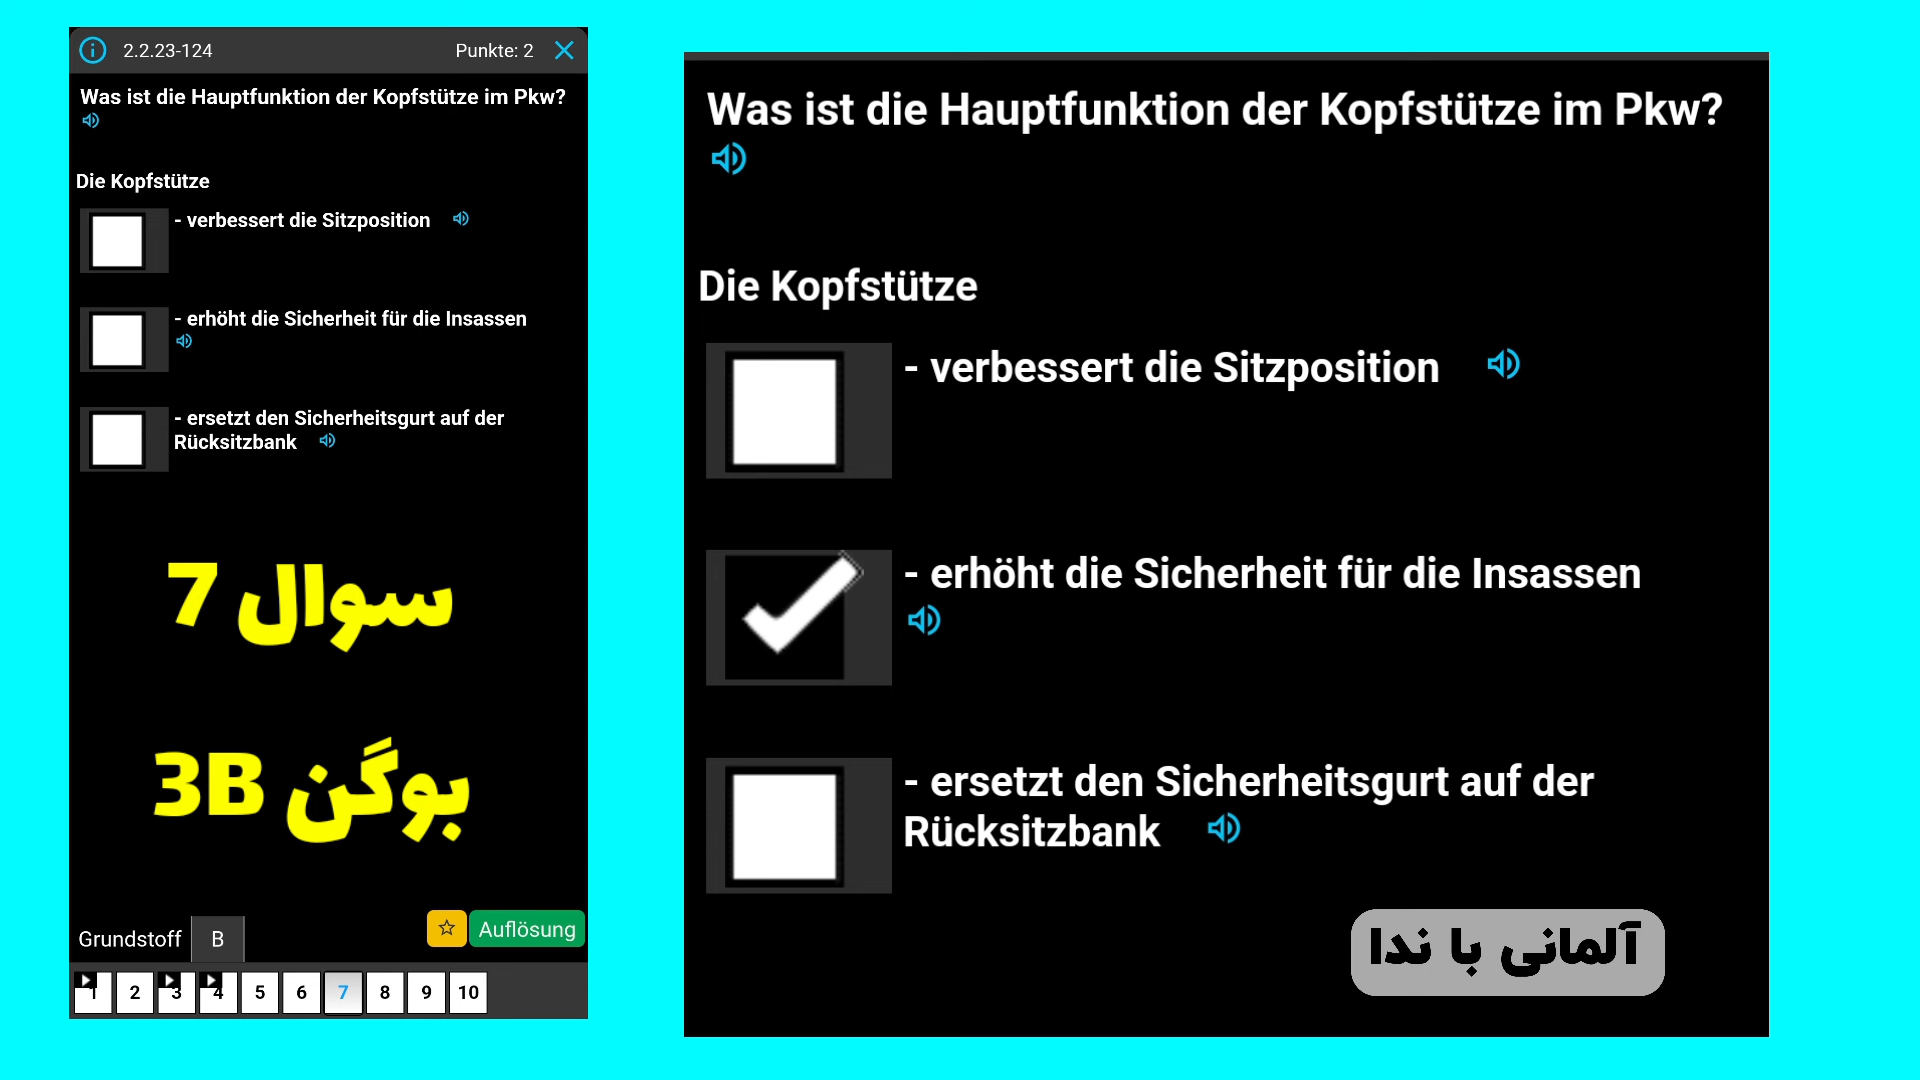 2.2.23-124
Punkte: 2
Was ist die Hauptfunktion der Kopfstütze im Pkw?
Die Kopfstütze
- verbessert die Sitzposition
- erhöht die Sicherheit für die Insassen
- ersetzt den Sicherheitsgurt auf der
Rücksitzbank
سوال 7
بوگن 3B
Grundstoff
B
Auflösung
1 2 3 4 5 6 7 8 9 10
Was ist die Hauptfunktion der Kopfstütze im Pkw?
Die Kopfstütze
- verbessert die Sitzposition
- erhöht die Sicherheit für die Insassen
- ersetzt den Sicherheitsgurt auf der
Rücksitzbank
آلمانی با ندا